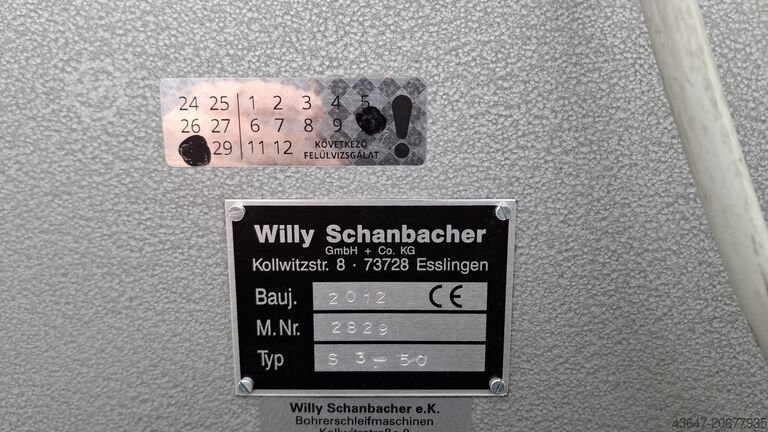 24 25 1 2 3 4 5
26 27 6 7 8 9
29 11 12 KÖVETKEZŐ
FELÜLVIZSGÁLAT
!
Willy Schanbacher
GmbH + Co. KG
Kollwitzstr. 8 · 73728 Esslingen
Bauj. 2012 CE
M.Nr. 2829
Typ S 3-50
Willy Schanbacher e.K.
Bohrerschleifmaschinen
Kollwitzstraße 8
43647-20677935